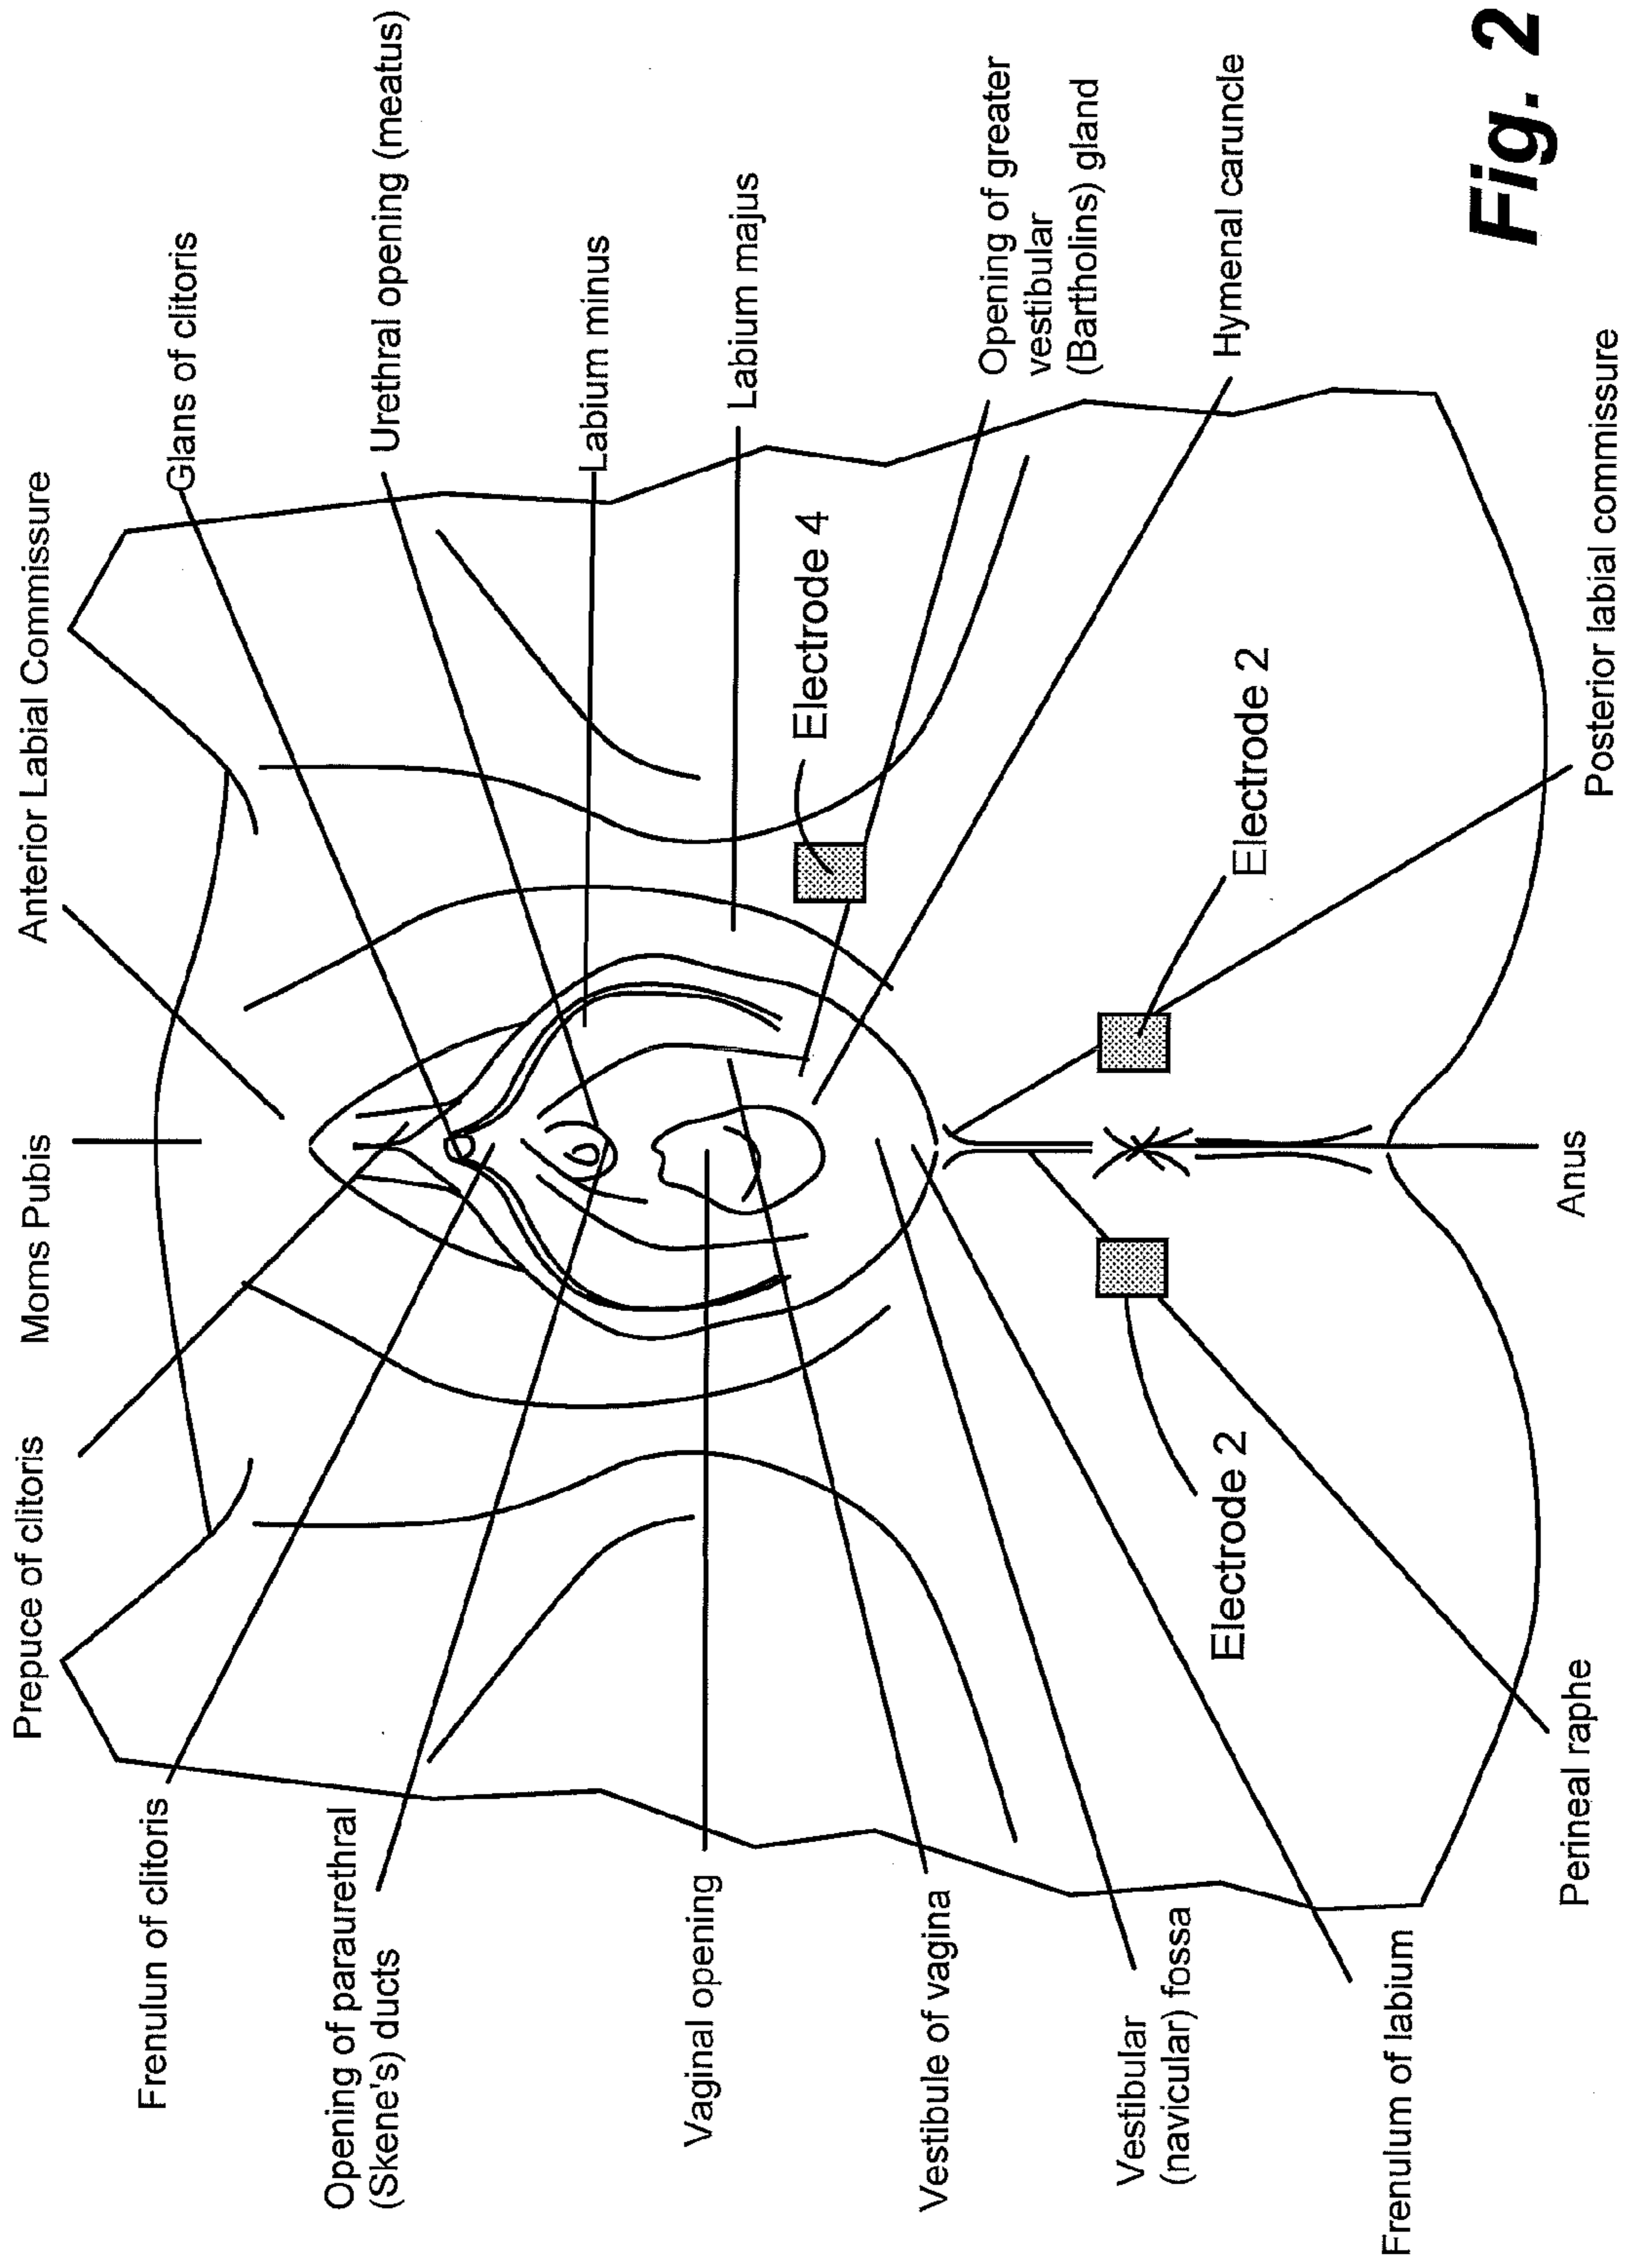 Prepuce of clitoris
Moms Pubis
Anterior Labial Commissure
Frenulun of clitoris
Glans of clitoris
Opening of paraurethral
(Skene's) ducts
Urethral opening (meatus)
Labium minus
Vaginal opening
Labium majus
Electrode 4
Vestibule of vagina
Opening of greater
vestibular
(Bartholins) gland
Vestibular
(navicular) fossa
Hymenal caruncle
Electrode 2
Electrode 2
Frenulum of labium
Perineal raphe
Anus
Posterior labial commissure
Fig. 2